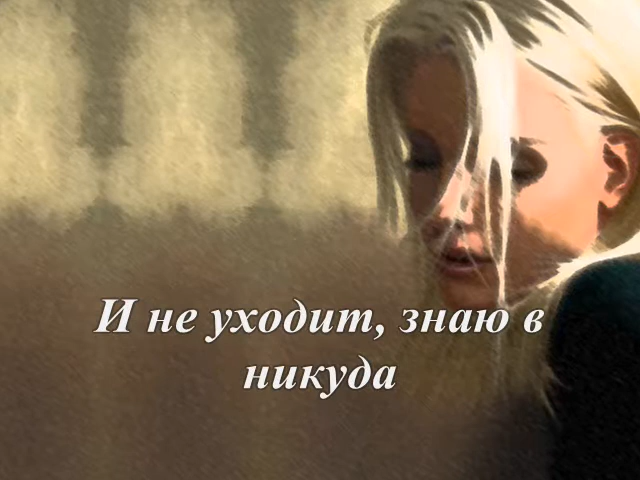 И не уходит, знаю в
никуда